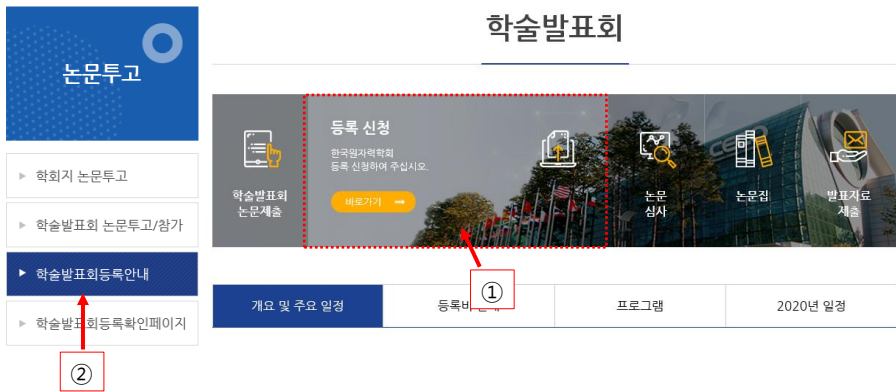 학술발표회
논문투고
학회지 논문투고
학술발표회 논문투고/참가
학술발표회등록안내
학술발표회등록확인페이지
②
학술발표회
논문제출
등록 신청
한국원자력학회
등록 신청하여 주십시오.
바로가기
논문
심사
논문집
발표자료
제출
①
개요 및 주요 일정
프로그램
2020년 일정